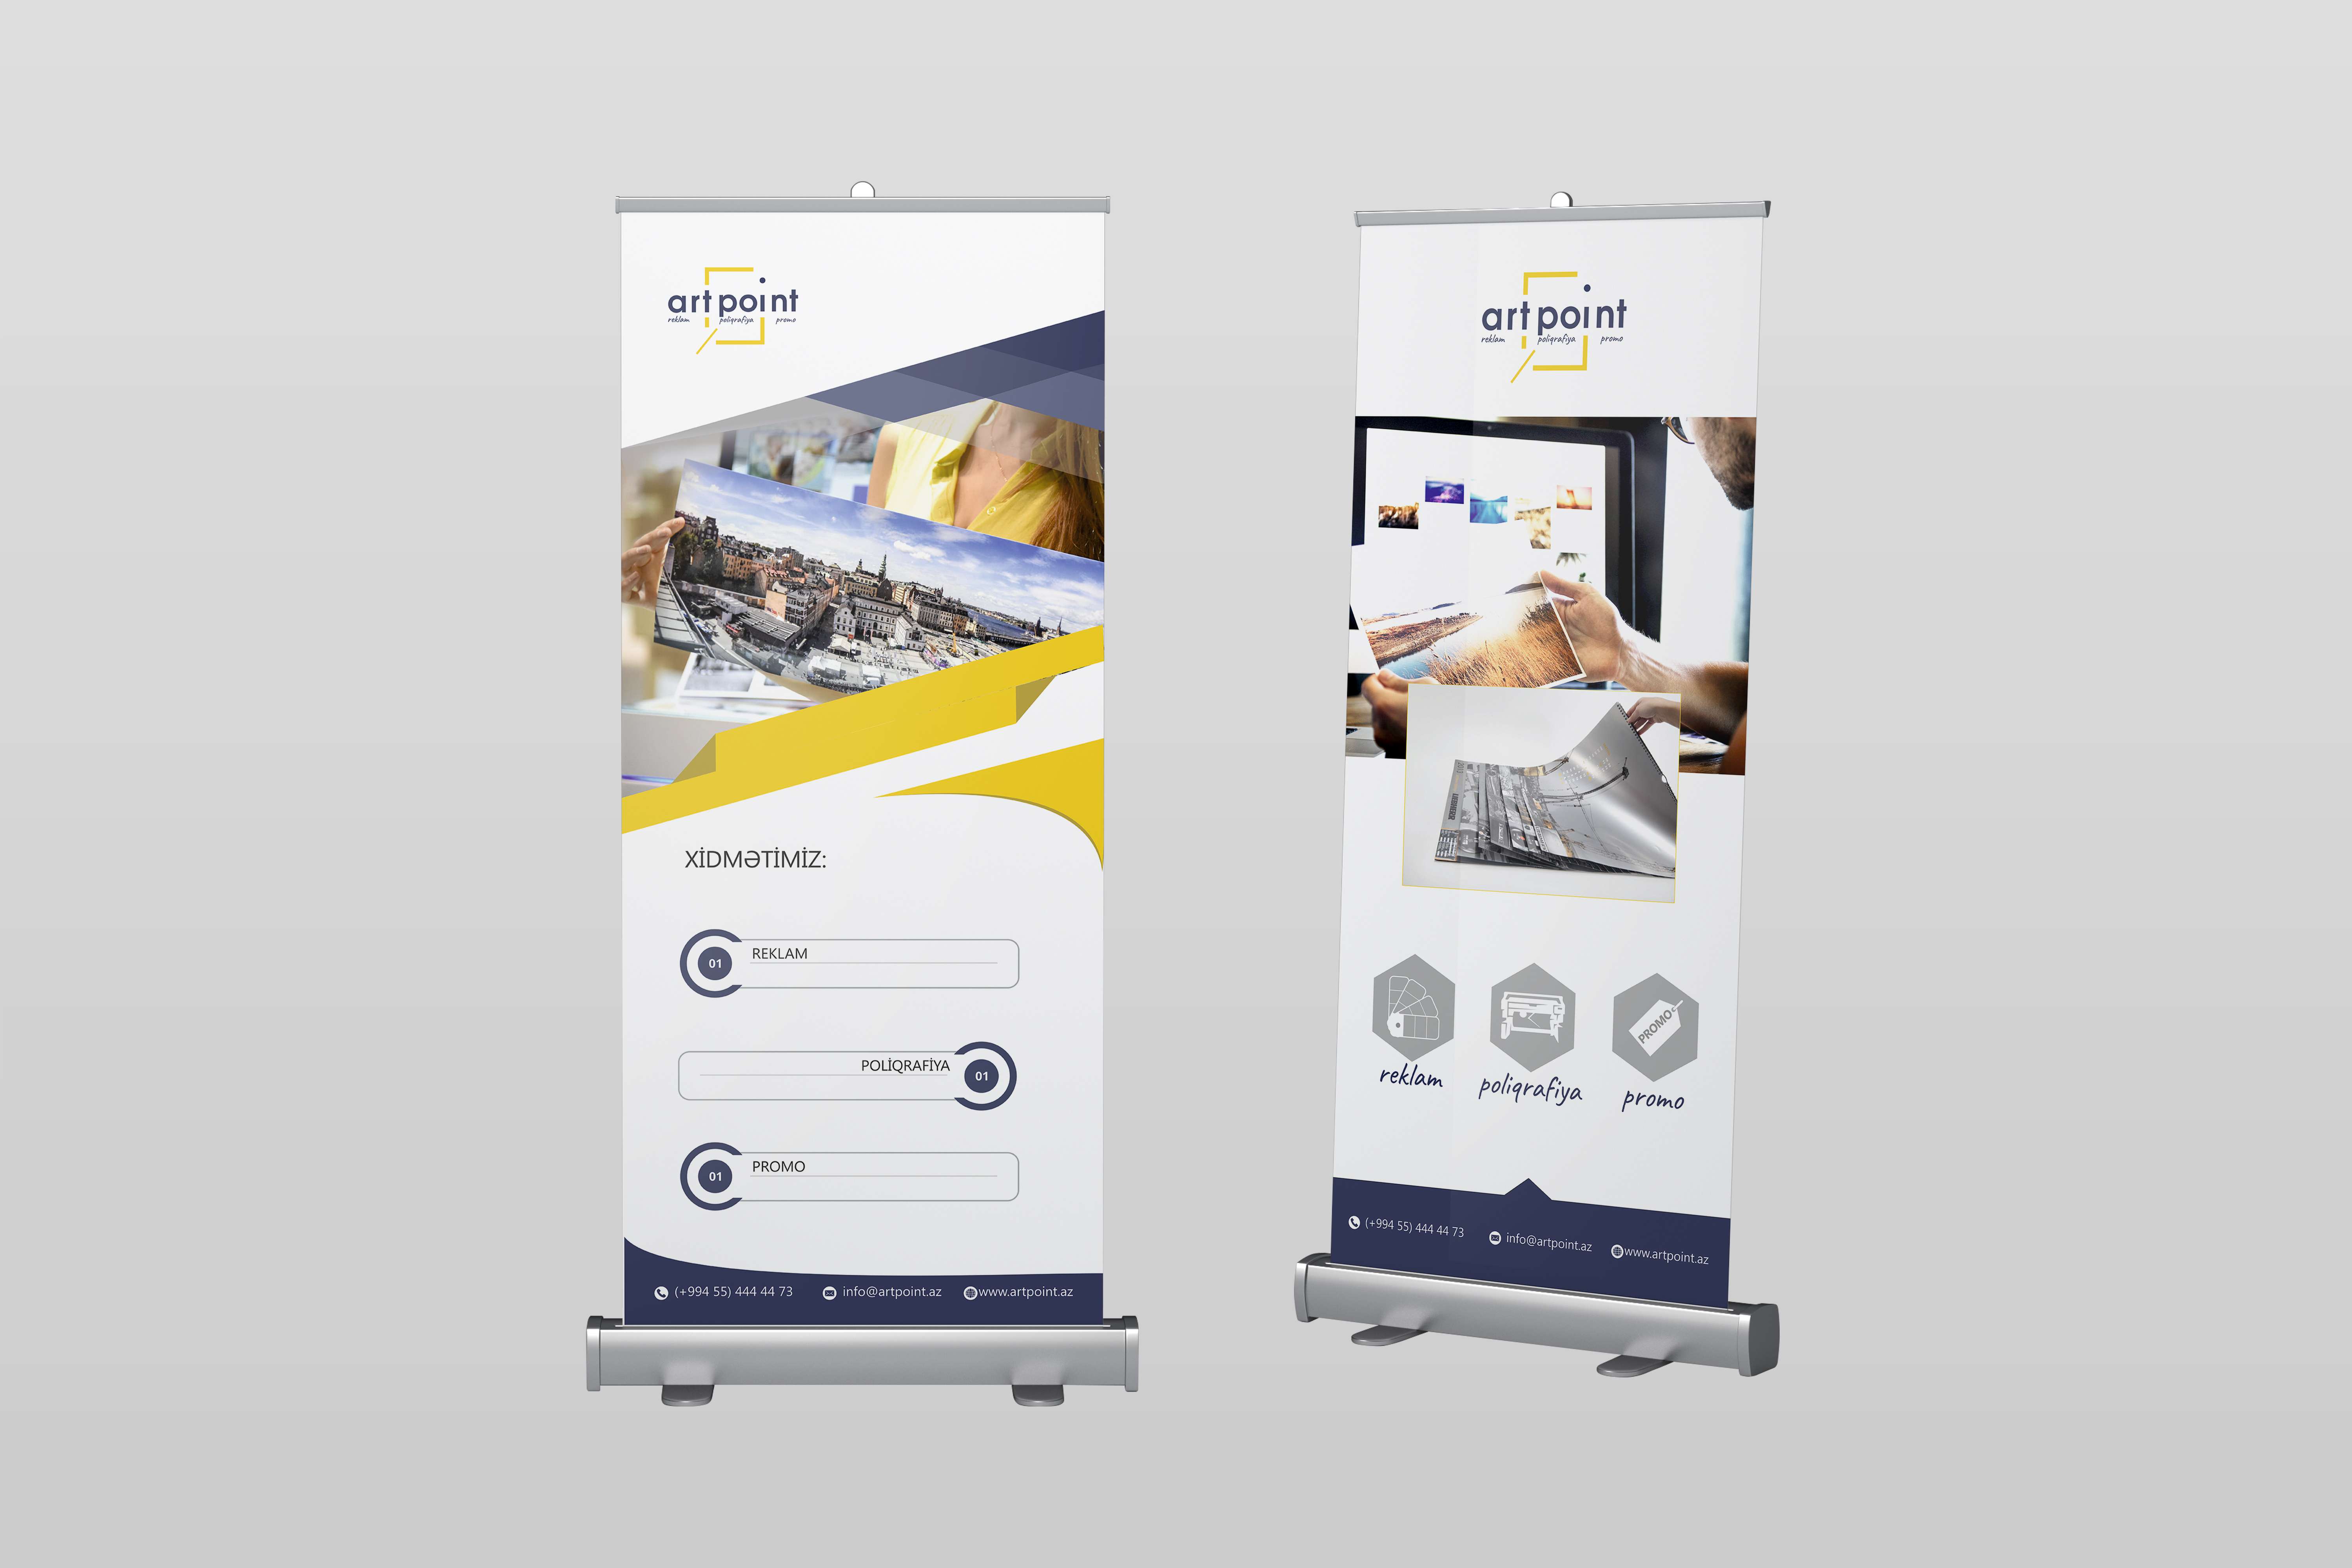 art point
reklam poliqrafiya promo
XİDMƏTİMİZ:
01 REKLAM
POLİQRAFİYA 01
01 PROMO
(+994 55) 444 44 73 info@artpoint.az www.artpoint.az
art point
reklam poliqrafiya promo
PROMO
reklam poliqrafiya promo
(+994 55) 444 44 73 info@artpoint.az www.artpoint.az